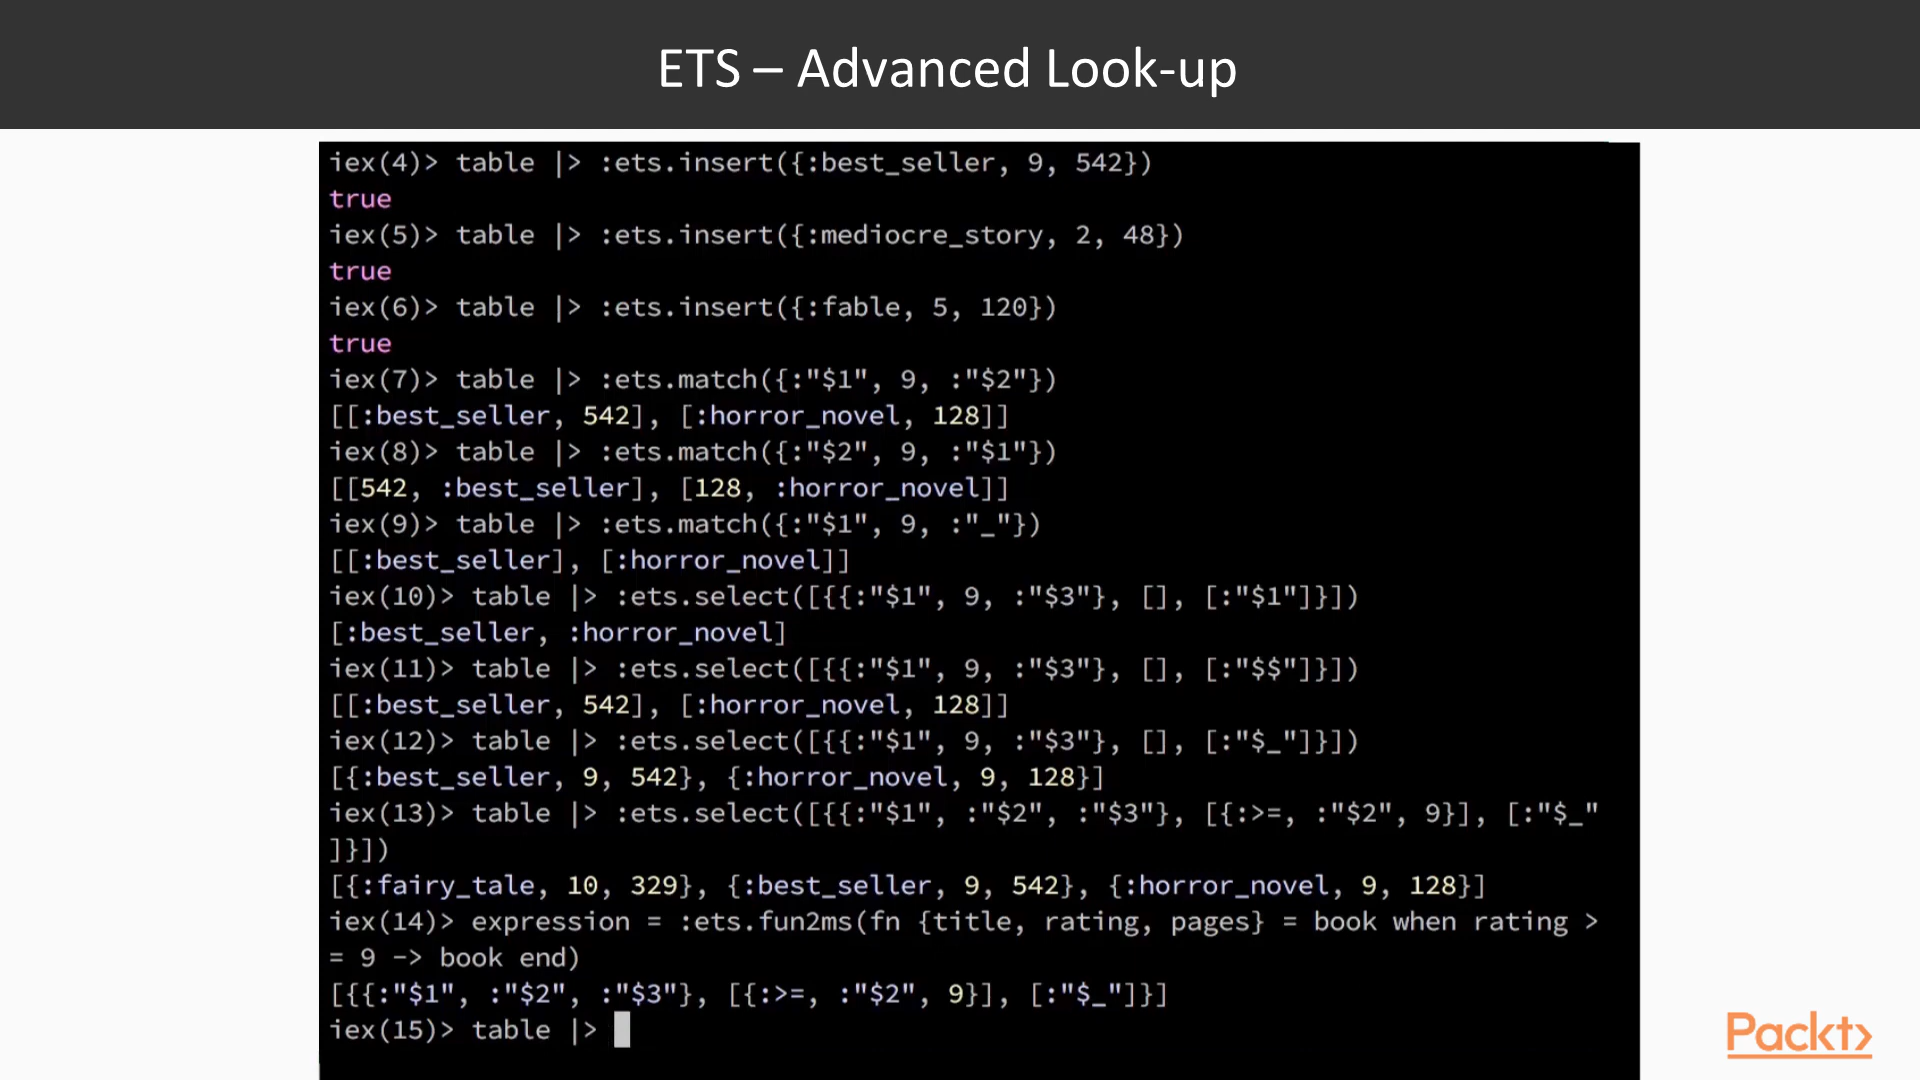 ETS – Advanced Look-up
iex(4)> table |> :ets.insert({:best_seller, 9, 542})
true
iex(5)> table |> :ets.insert({:mediocre_story, 2, 48})
true
iex(6)> table |> :ets.insert({:fable, 5, 120})
true
iex(7)> table |> :ets.match({:"$1", 9, :"$2"})
[[:best_seller, 542], [:horror_novel, 128]]
iex(8)> table |> :ets.match({:"$2", 9, :"$1"})
[[542, :best_seller], [128, :horror_novel]]
iex(9)> table |> :ets.match({:"$1", 9, :"_"})
[[:best_seller], [:horror_novel]]
iex(10)> table |> :ets.select([{{:"$1", 9, :"$3"}, [], [:"$1"]}])
[:best_seller, :horror_novel]
iex(11)> table |> :ets.select([{{:"$1", 9, :"$3"}, [], [:"$$"]}])
[[:best_seller, 542], [:horror_novel, 128]]
iex(12)> table |> :ets.select([{{:"$1", 9, :"$3"}, [], [:"$_"]}])
[{:best_seller, 9, 542}, {:horror_novel, 9, 128}]
iex(13)> table |> :ets.select([{{:"$1", :"$2", :"$3"}, [{:>=, :"$2", 9}], [:"$_"
]}])
[{:fairy_tale, 10, 329}, {:best_seller, 9, 542}, {:horror_novel, 9, 128}]
iex(14)> expression = :ets.fun2ms(fn {title, rating, pages} = book when rating >
= 9 -> book end)
[{{:"$1", :"$2", :"$3"}, [{:>=, :"$2", 9}], [:"$_"]}]
iex(15)> table |>
Packt>